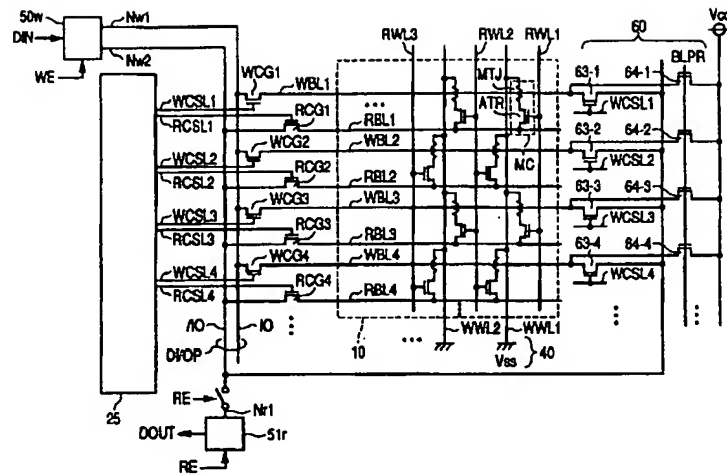 50w
Nw1
DIN
Nw2
WE
RWL3
RWL2
RWL1
60
Vcc
BLPR
WCG1
WBL1
MTJ
63-1
64-1
WCSL1
RCSL1
RCG1
RBL1
ATR
WCSL1
WCG2
WBL2
MC
63-2
64-2
WCSL2
RCSL2
RCG2
RBL2
WCSL2
WCG3
WBL3
63-3
64-3
WCSL3
RCSL3
RCG3
RBL3
WCSL3
WCG4
WBL4
63-4
64-4
WCSL4
RCSL4
RCG4
RBL4
WCSL4
/IO
IO
10
WWL2
WWL1
DI/OP
Vss
40
25
RE
Nr1
DOUT
51r
RE